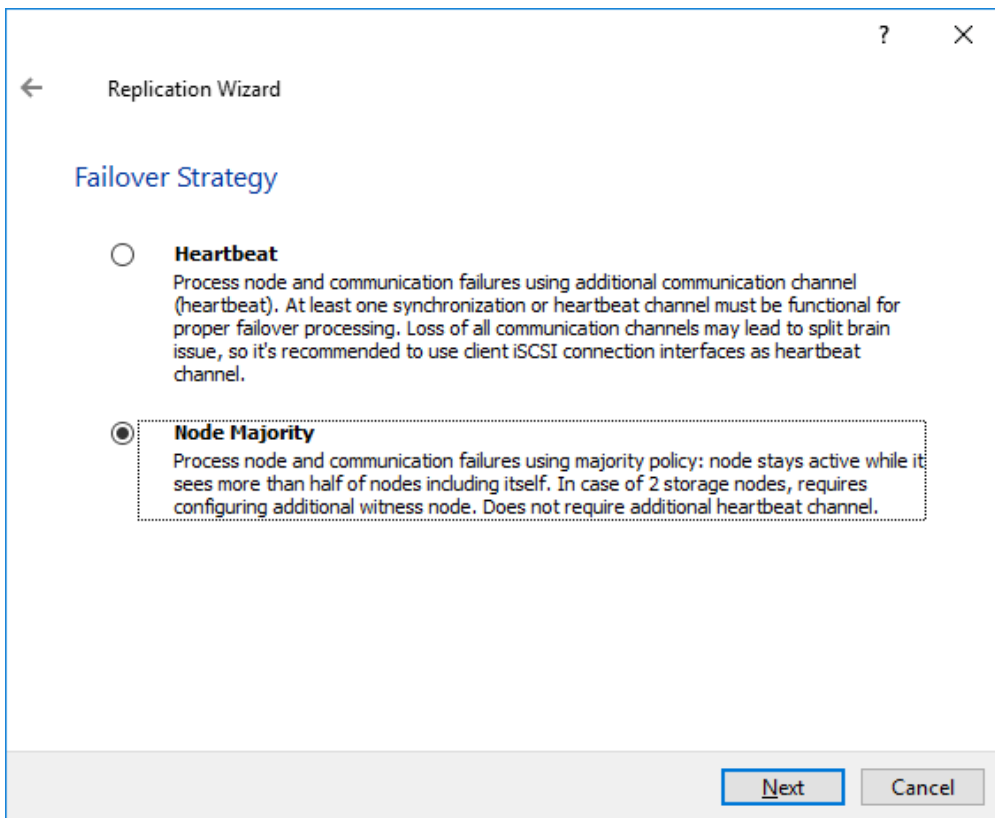 ?
Replication Wizard
Failover Strategy
Heartbeat
Process node and communication failures using additional communication channel
(heartbeat). At least one synchronization or heartbeat channel must be functional for
proper failover processing. Loss of all communication channels may lead to split brain
issue, so it's recommended to use client iSCSI connection interfaces as heartbeat
channel.
Node Majority
Process node and communication failures using majority policy: node stays active while it
sees more than half of nodes including itself. In case of 2 storage nodes, requires
configuring additional witness node. Does not require additional heartbeat channel.
Next Cancel